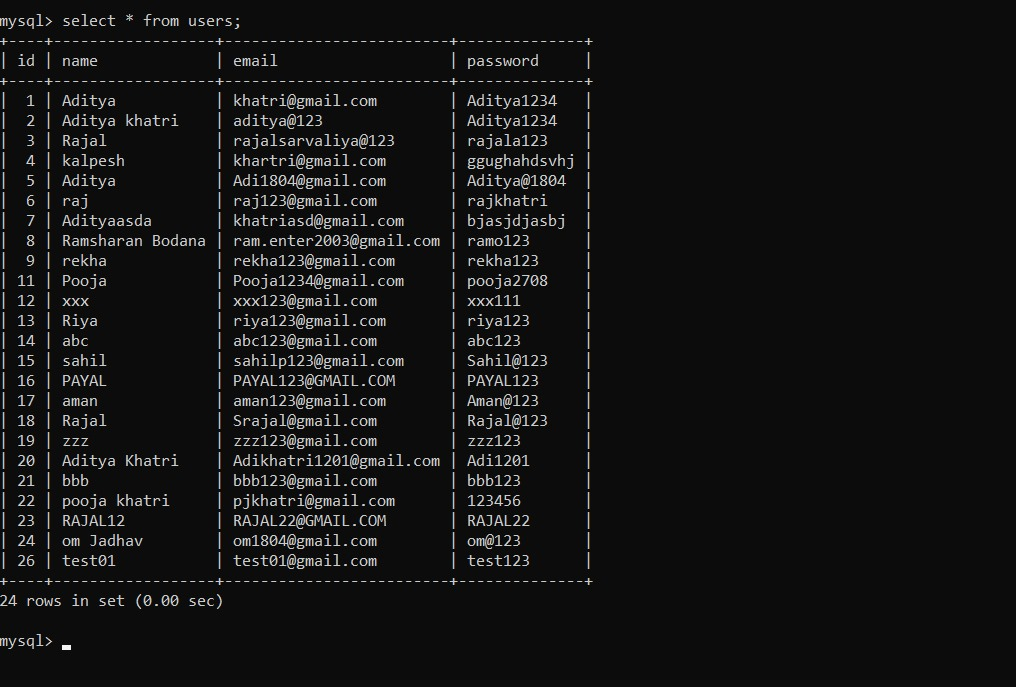 mysql> select * from users;
+----+------------------+-------------------------+--------------+
| id | name             | email                   | password     |
+----+------------------+-------------------------+--------------+
|  1 | Aditya           | khatri@gmail.com        | Aditya1234   |
|  2 | Aditya khatri    | aditya@123              | Aditya1234   |
|  3 | Rajal            | rajalsarvaliya@123      | rajala123    |
|  4 | kalpesh          | khartri@gmail.com       | ggughahdsvhj |
|  5 | Aditya           | Adi1804@gmail.com       | Aditya@1804  |
|  6 | raj              | raj123@gmail.com        | rajkhatri    |
|  7 | Adityaasda       | khatriasd@gmail.com     | bjasjdjasbj  |
|  8 | Ramsharan Bodana | ram.enter2003@gmail.com | ramo123      |
|  9 | rekha            | rekha123@gmail.com      | rekha123     |
| 11 | Pooja            | Pooja1234@gmail.com     | pooja2708    |
| 12 | xxx              | xxx123@gmail.com        | xxx111       |
| 13 | Riya             | riya123@gmail.com       | riya123      |
| 14 | abc              | abc123@gmail.com        | abc123       |
| 15 | sahil            | sahilp123@gmail.com     | Sahil@123    |
| 16 | PAYAL            | PAYAL123@GMAIL.COM      | PAYAL123     |
| 17 | aman             | aman123@gmail.com       | Aman@123     |
| 18 | Rajal            | Srajal@gmail.com        | Rajal@123    |
| 19 | zzz              | zzz123@gmail.com        | zzz123       |
| 20 | Aditya Khatri    | Adikhatri1201@gmail.com | Adi1201      |
| 21 | bbb              | bbb123@gmail.com        | bbb123       |
| 22 | pooja khatri     | pjkhatri@gmail.com      | 123456       |
| 23 | RAJAL12          | RAJAL22@GMAIL.COM       | RAJAL22      |
| 24 | om Jadhav        | om1804@gmail.com        | om@123       |
| 26 | test01           | test01@gmail.com        | test123      |
+----+------------------+-------------------------+--------------+
24 rows in set (0.00 sec)
mysql>